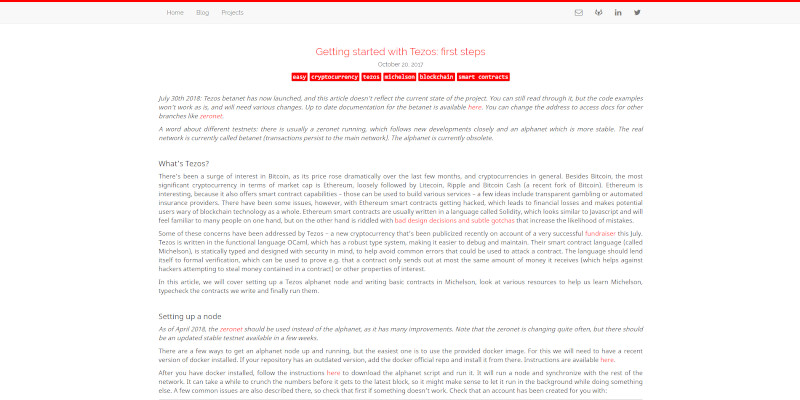 Home Blog Projects
Getting started with Tezos: first steps
October 20, 2017
easy cryptocurrency tezos michelson blockchain smart contracts
July 30th 2018: Tezos betanet has now launched, and this article doesn't reflect the current state of the project. You can still read through it, but the code examples
won't work as is, and will need various changes. Up to date documentation for the betanet is available here. You can change the address to access docs for other
branches like zeronet.
A word about different testnets: there is usually a zeronet running, which follows new developments closely and an alphanet which is more stable. The real
network is currently called betanet (transactions persist to the main network). The alphanet is currently obsolete.
What's Tezos?
There's been a surge of interest in Bitcoin, as its price rose dramatically over the last few months, and cryptocurrencies in general. Besides Bitcoin, the most
significant cryptocurrency in terms of market cap is Ethereum, loosely followed by Litecoin, Ripple and Bitcoin Cash (a recent fork of Bitcoin). Ethereum is
interesting, because it also offers smart contract capabilities – those can be used to build various services – a few ideas include transparent gambling or automated
insurance providers. There have been some issues, however, with Ethereum smart contracts getting hacked, which leads to financial losses and makes potential
users wary of blockchain technology as a whole. Ethereum smart contracts are usually written in a language called Solidity, which looks similar to Javascript and will
feel familiar to many people on one hand, but on the other hand is riddled with bad design decisions and subtle gotchas that increase the likelihood of mistakes.
Some of these concerns have been addressed by Tezos – a new cryptocurrency that's been publicized recently on account of a very successful fundraiser this July.
Tezos is written in the functional language OCaml, which has a robust type system, making it easier to debug and maintain. Their smart contract language (called
Michelson), is statically typed and designed with security in mind, to help avoid common errors that could be used to attack a contract. The language should lend
itself to formal verification, which can be used to prove e.g. that a contract only sends out at most the same amount of money it receives (which helps against
hackers attempting to steal money contained in a contract) or other properties of interest.
In this article, we will cover setting up a Tezos alphanet node and writing basic contracts in Michelson, look at various resources to help us learn Michelson,
typecheck the contracts we write and finally run them.
Setting up a node
As of April 2018, the zeronet should be used instead of the alphanet, as it has many improvements. Note that the zeronet is changing quite often, but there should
be an updated stable testnet available in a few weeks.
There are a few ways to get an alphanet node up and running, but the easiest one is to use the provided docker image. For this we will need to have a recent
version of docker installed. If your repository has an outdated version, add the docker official repo and install it from there. Instructions are available here.
After you have docker installed, follow the instructions here to download the alphanet script and run it. It will run a node and synchronize with the rest of the
network. It can take a while to crunch the numbers before it gets to the latest block, so it might make sense to let it run in the background while doing something
else. A few common issues are also described there, so check that first if something doesn't work. Check that an account has been created for you with: